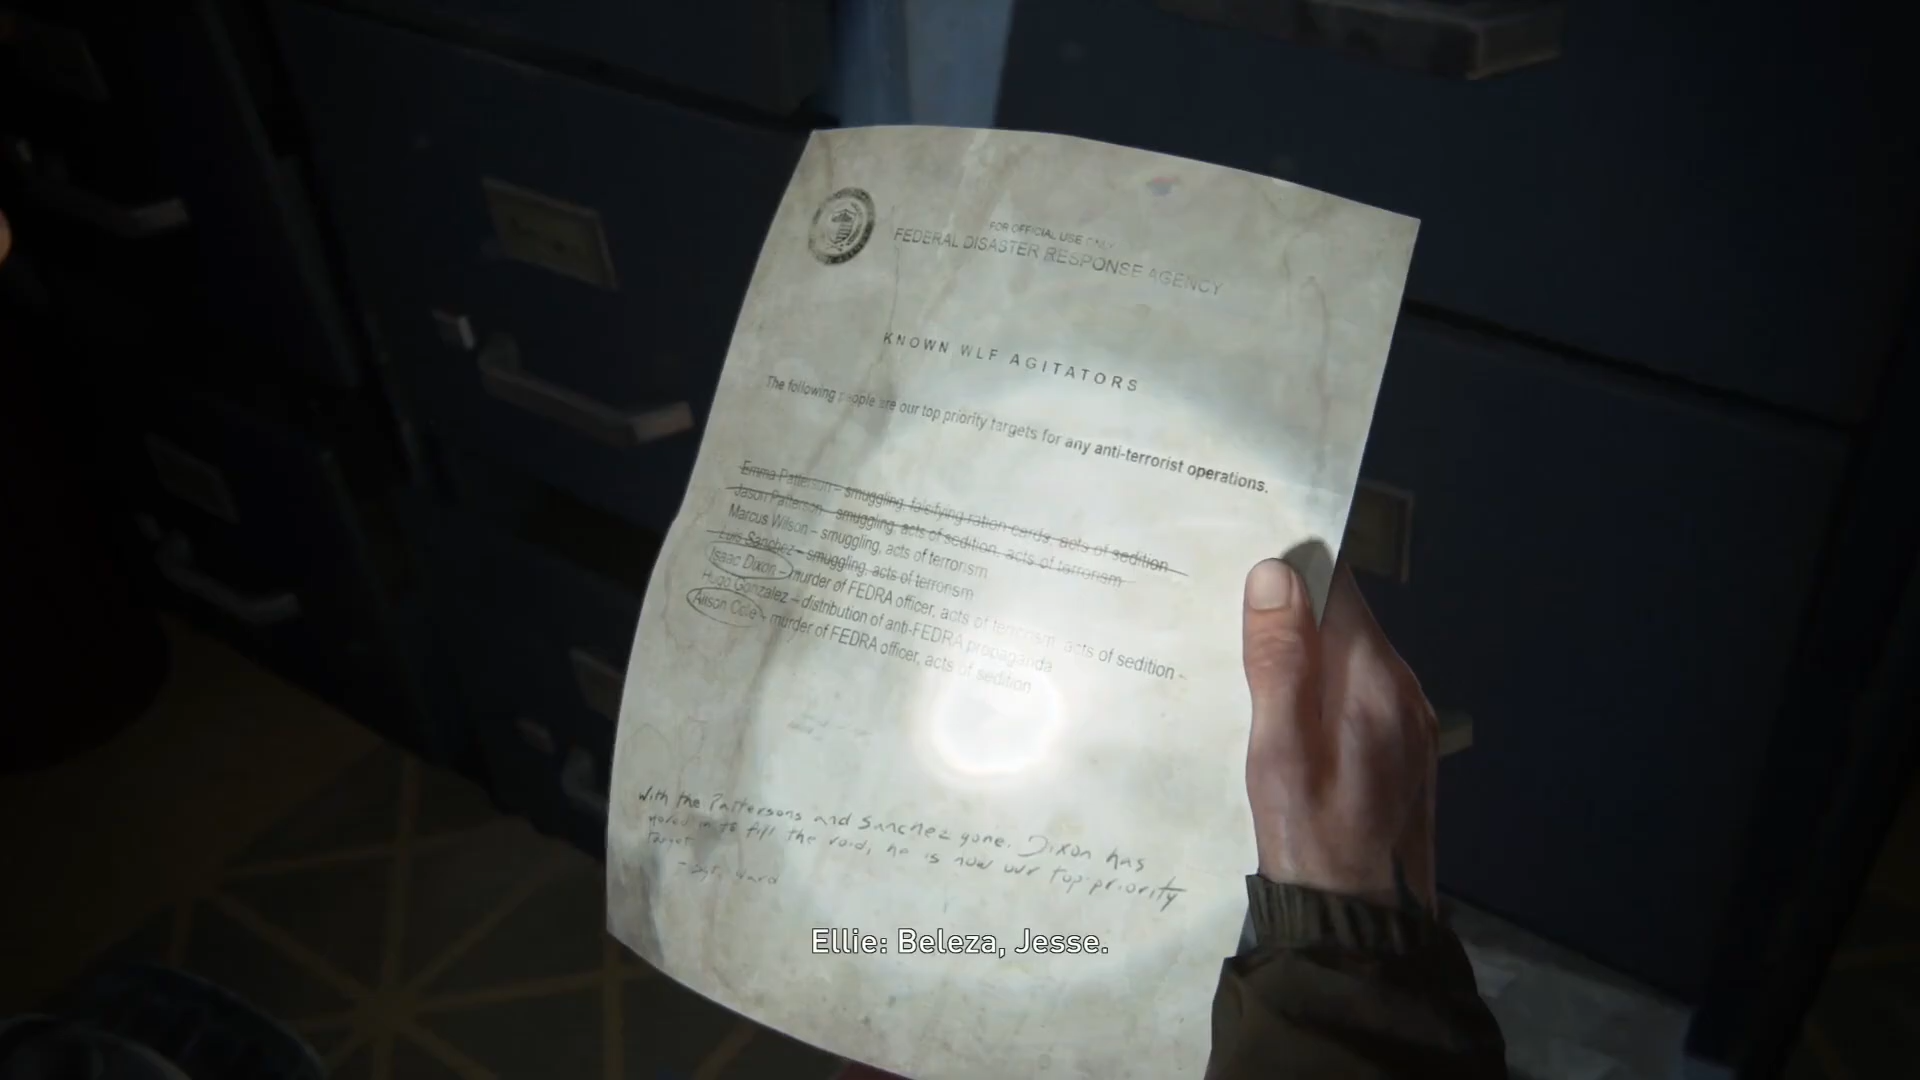 FOR OFFICIAL USE ONLY
FEDERAL DISASTER RESPONSE AGENCY
KNOWN WLF AGITATORS
The following people are our top priority targets for any anti-terrorist operations.
Emma Patterson – smuggling, falsifying ration cards, acts of sedition
Jason Patterson – smuggling, acts of sedition, acts of terrorism
Marcus Wilson – smuggling, acts of terrorism
Luis Sanchez – smuggling, acts of terrorism
Isaac Dixon – murder of FEDRA officer, acts of terrorism, acts of sedition –
Hugo Gonzalez – distribution of anti-FEDRA propaganda
Alison Cole – murder of FEDRA officer, acts of sedition
With the Pattersons and Sanchez gone, Dixon has
moved in to fill the void, he is now our top-priority
target
- Sgt. Ward
Ellie: Beleza, Jesse.